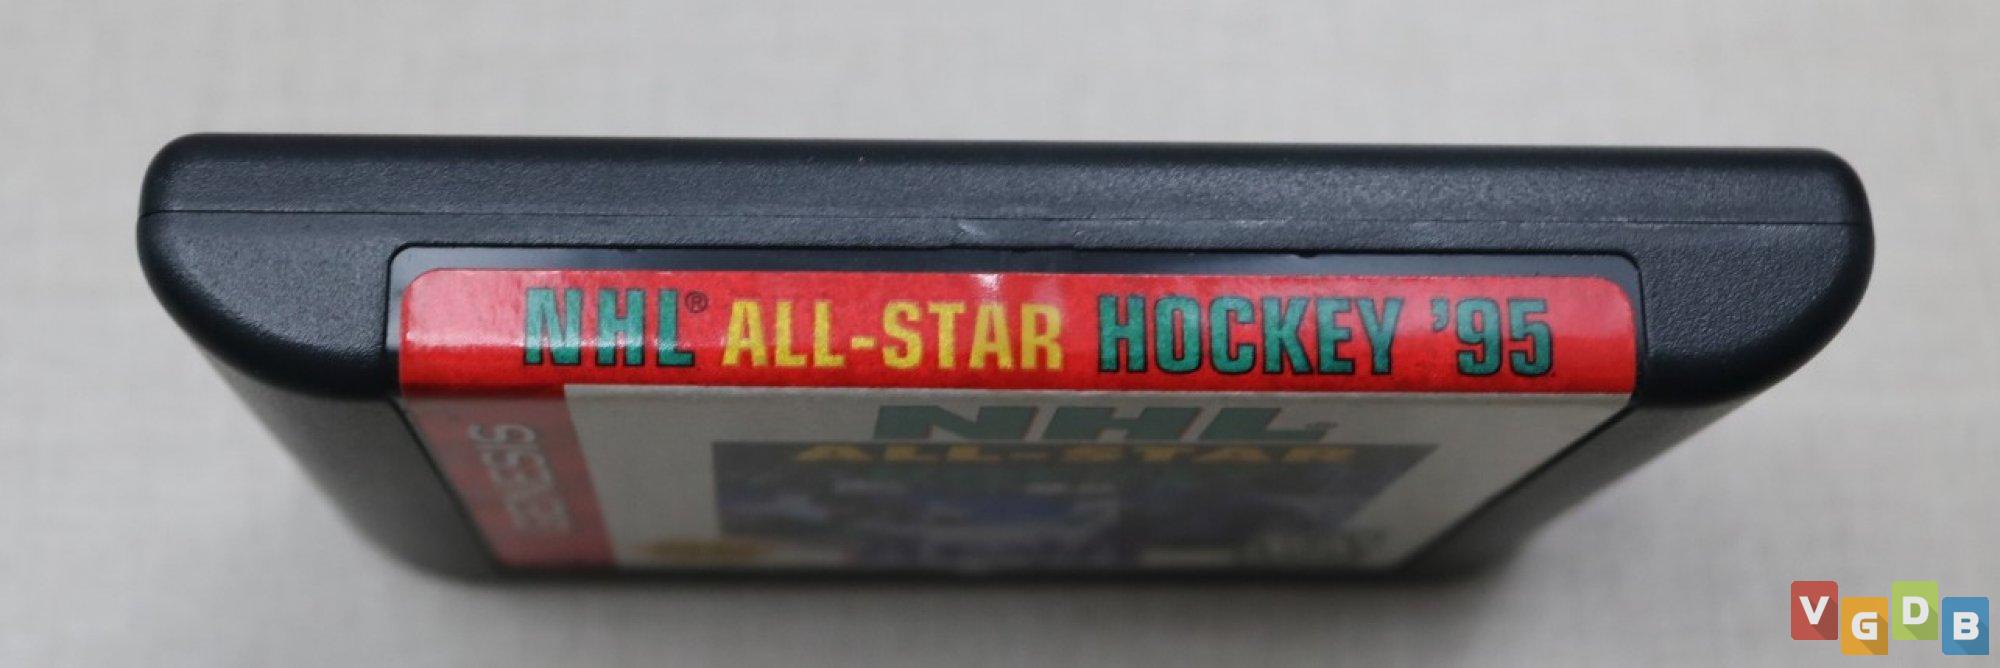 NHL® ALL-STAR HOCKEY '95
NHL
ALL-STAR
GENESIS
VGDB